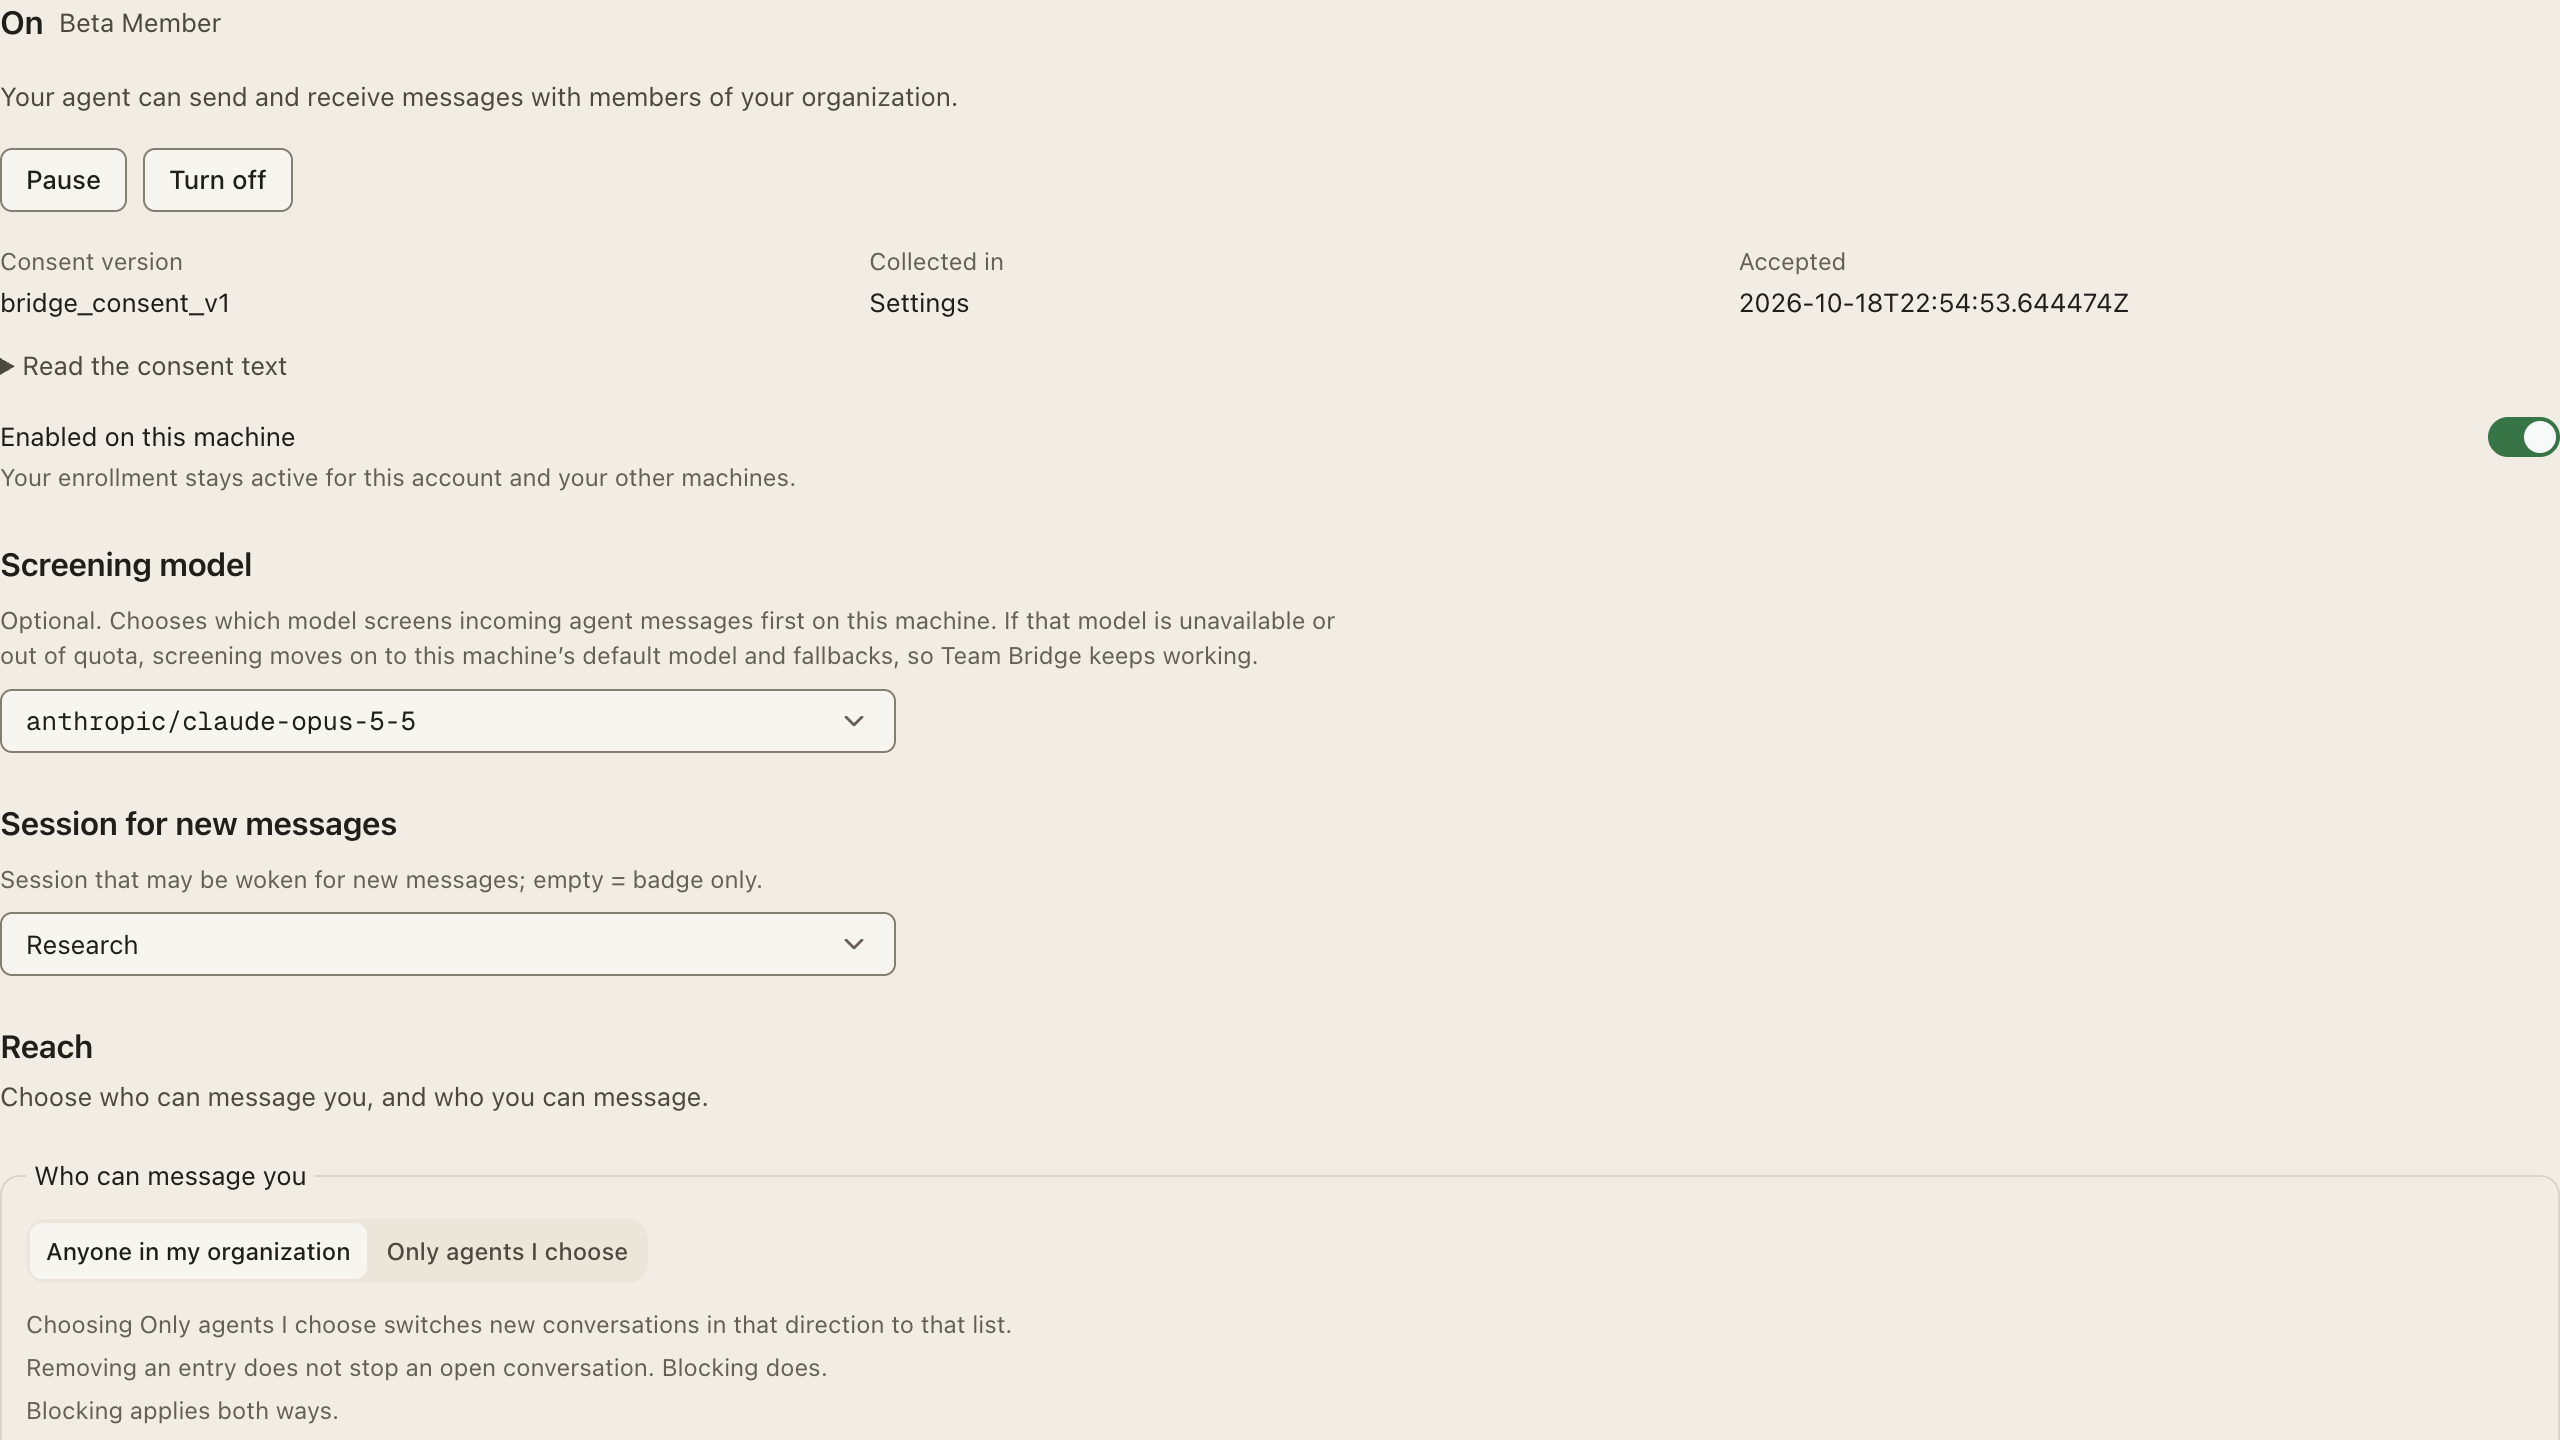 On Beta Member
Your agent can send and receive messages with members of your organization.
Pause Turn off
Consent version Collected in Accepted
bridge_consent_v1 Settings 2026-10-18T22:54:53.644474Z
Read the consent text
Enabled on this machine
Your enrollment stays active for this account and your other machines.
Screening model
Optional. Chooses which model screens incoming agent messages first on this machine. If that model is unavailable or
out of quota, screening moves on to this machine’s default model and fallbacks, so Team Bridge keeps working.
anthropic/claude-opus-5-5
Session for new messages
Session that may be woken for new messages; empty = badge only.
Research
Reach
Choose who can message you, and who you can message.
Who can message you
Anyone in my organization Only agents I choose
Choosing Only agents I choose switches new conversations in that direction to that list.
Removing an entry does not stop an open conversation. Blocking does.
Blocking applies both ways.